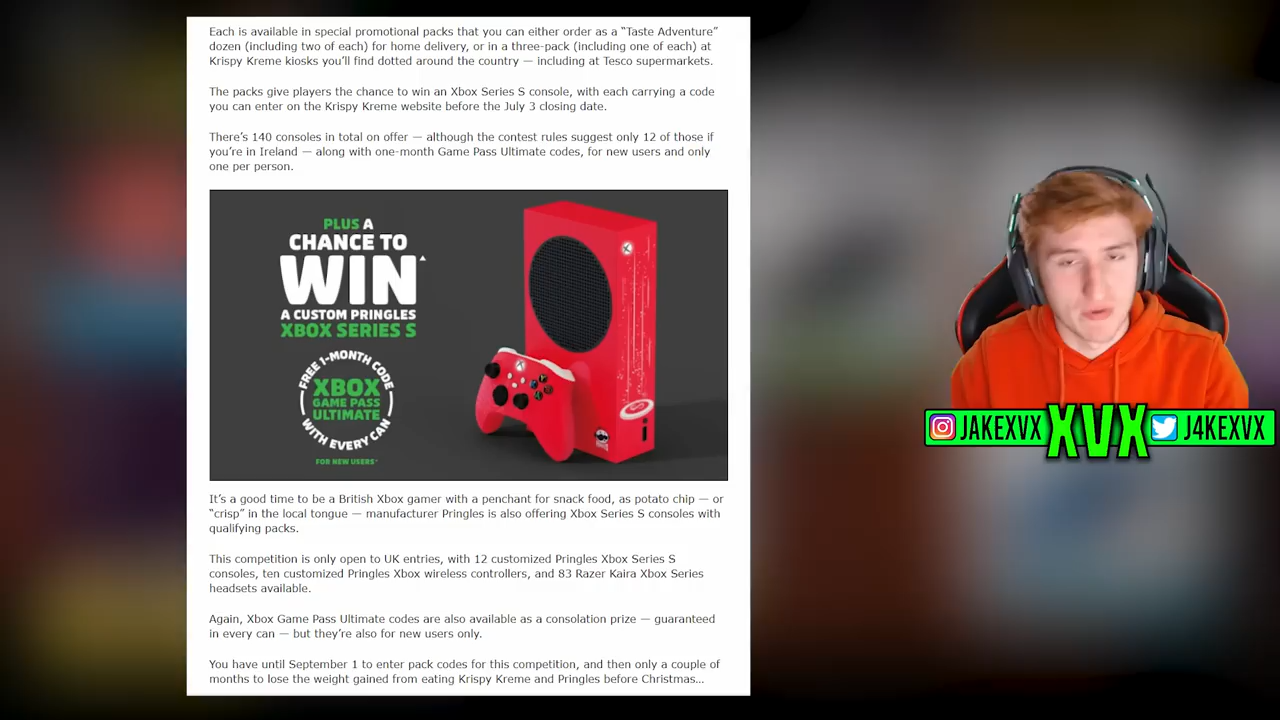 Each is available in special promotional packs that you can either order as a “Taste Adventure”
dozen (including two of each) for home delivery, or in a three-pack (including one of each) at
Krispy Kreme kiosks you’ll find dotted around the country — including at Tesco supermarkets.
The packs give players the chance to win an Xbox Series S console, with each carrying a code
you can enter on the Krispy Kreme website before the July 3 closing date.
There’s 140 consoles in total on offer — although the contest rules suggest only 12 of those if
you’re in Ireland — along with one-month Game Pass Ultimate codes, for new users and only
one per person.
PLUS A
CHANCE TO
WIN
A CUSTOM PRINGLES
XBOX SERIES S
FREE 1-MONTH CODE
XBOX
GAME PASS
ULTIMATE
WITH EVERY CAN
FOR NEW USERS*
It’s a good time to be a British Xbox gamer with a penchant for snack food, as potato chip — or
“crisp” in the local tongue — manufacturer Pringles is also offering Xbox Series S consoles with
qualifying packs.
This competition is only open to UK entries, with 12 customized Pringles Xbox Series S
consoles, ten customized Pringles Xbox wireless controllers, and 83 Razer Kaira Xbox Series
headsets available.
Again, Xbox Game Pass Ultimate codes are also available as a consolation prize — guaranteed
in every can — but they’re also for new users only.
You have until September 1 to enter pack codes for this competition, and then only a couple of
months to lose the weight gained from eating Krispy Kreme and Pringles before Christmas...
JAKEXVX
XVX
J4KEXVX